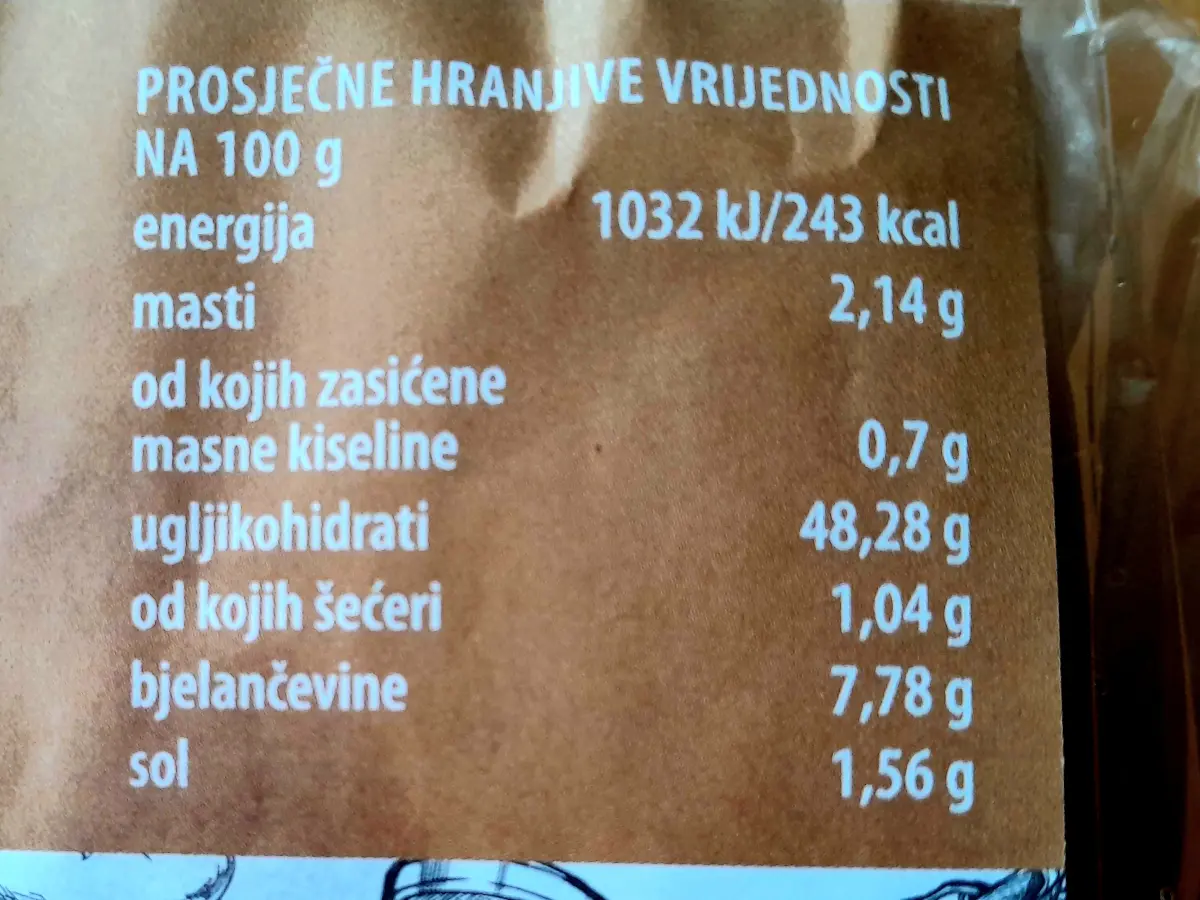 PROSJEČNE HRANJIVE VRIJEDNOSTI
NA 100 g
energija 1032 kJ/243 kcal
masti 2,14 g
od kojih zasićene
masne kiseline 0,7 g
ugljikohidrati 48,28 g
od kojih šećeri 1,04 g
bjelančevine 7,78 g
sol 1,56 g